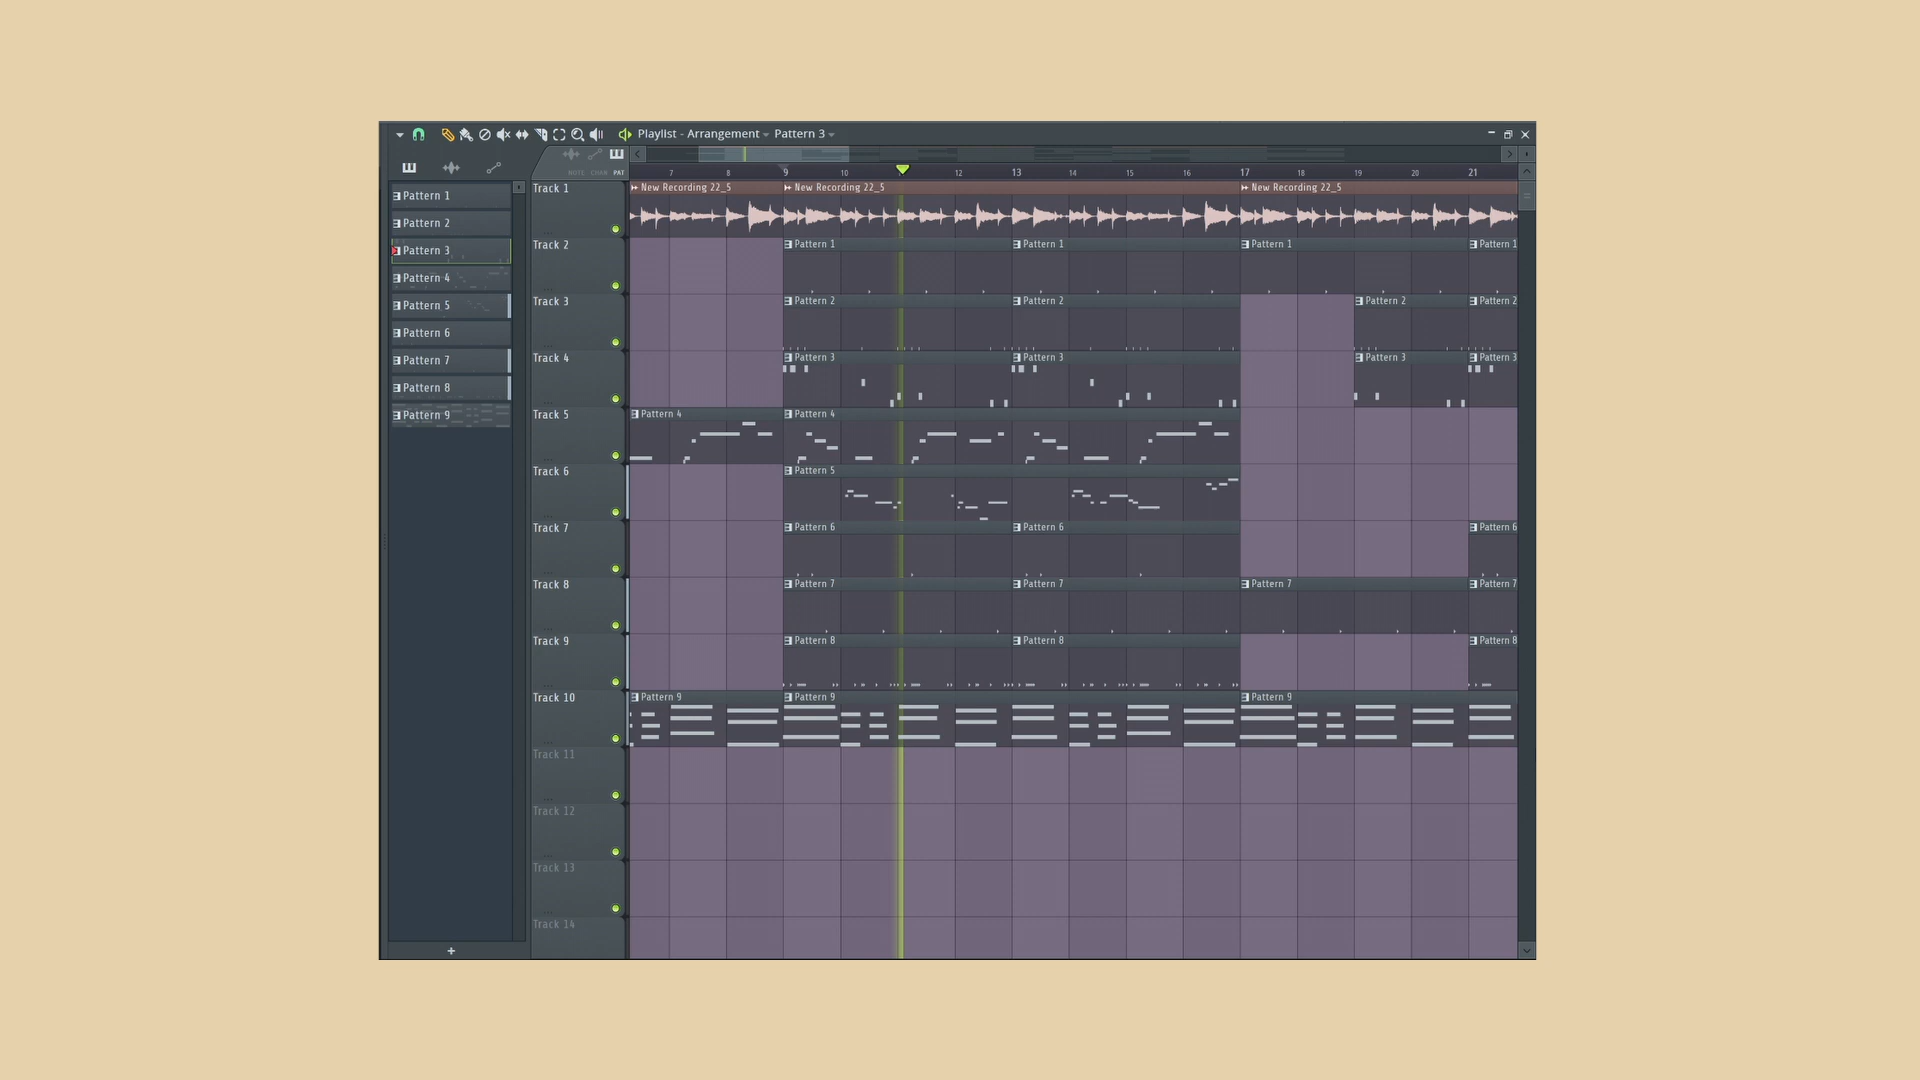 Playlist - Arrangement Pattern 3
NOTE CHAN PAT
7 8 9 10 12 13 14 15 16 17 18 19 20 21
Pattern 1
Pattern 2
Pattern 3
Pattern 4
Pattern 5
Pattern 6
Pattern 7
Pattern 8
Pattern 9
+
Track 1 New Recording 22_5 New Recording 22_5 New Recording 22_5
Track 2 Pattern 1 Pattern 1 Pattern 1 Pattern 1
Track 3 Pattern 2 Pattern 2 Pattern 2 Pattern 2
Track 4 Pattern 3 Pattern 3 Pattern 3 Pattern 3
Track 5 Pattern 4 Pattern 4
Track 6 Pattern 5
Track 7 Pattern 6 Pattern 6 Pattern 6
Track 8 Pattern 7 Pattern 7 Pattern 7 Pattern 7
Track 9 Pattern 8 Pattern 8 Pattern 8
Track 10 Pattern 9 Pattern 9 Pattern 9
Track 11
Track 12
Track 13
Track 14